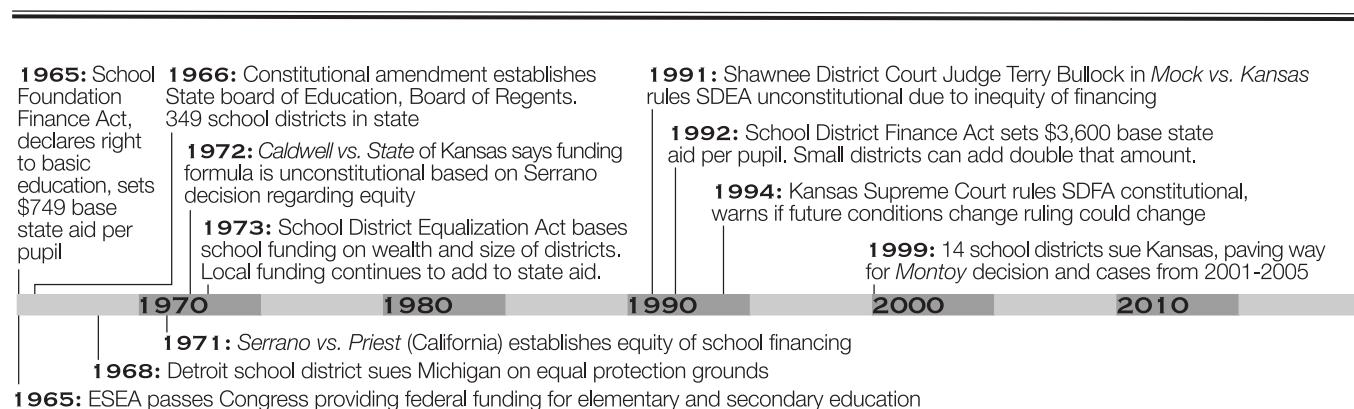 1965: School
Foundation
Finance Act,
declares right
to basic
education, sets
$749 base
state aid per
pupil
1966: Constitutional amendment establishes
State board of Education, Board of Regents.
349 school districts in state
1972: Caldwell vs. State of Kansas says funding
formula is unconstitutional based on Serrano
decision regarding equity
1973: School District Equalization Act bases
school funding on wealth and size of districts.
Local funding continues to add to state aid.
1991: Shawnee District Court Judge Terry Bullock in Mock vs. Kansas
rules SDEA unconstitutional due to inequity of financing
1992: School District Finance Act sets $3,600 base state
aid per pupil. Small districts can add double that amount.
1994: Kansas Supreme Court rules SDFA constitutional,
warns if future conditions change ruling could change
1999: 14 school districts sue Kansas, paving way
for Montoy decision and cases from 2001-2005
1970 1980 1990 2000 2010
1971: Serrano vs. Priest (California) establishes equity of school financing
1968: Detroit school district sues Michigan on equal protection grounds
1965: ESEA passes Congress providing federal funding for elementary and secondary education